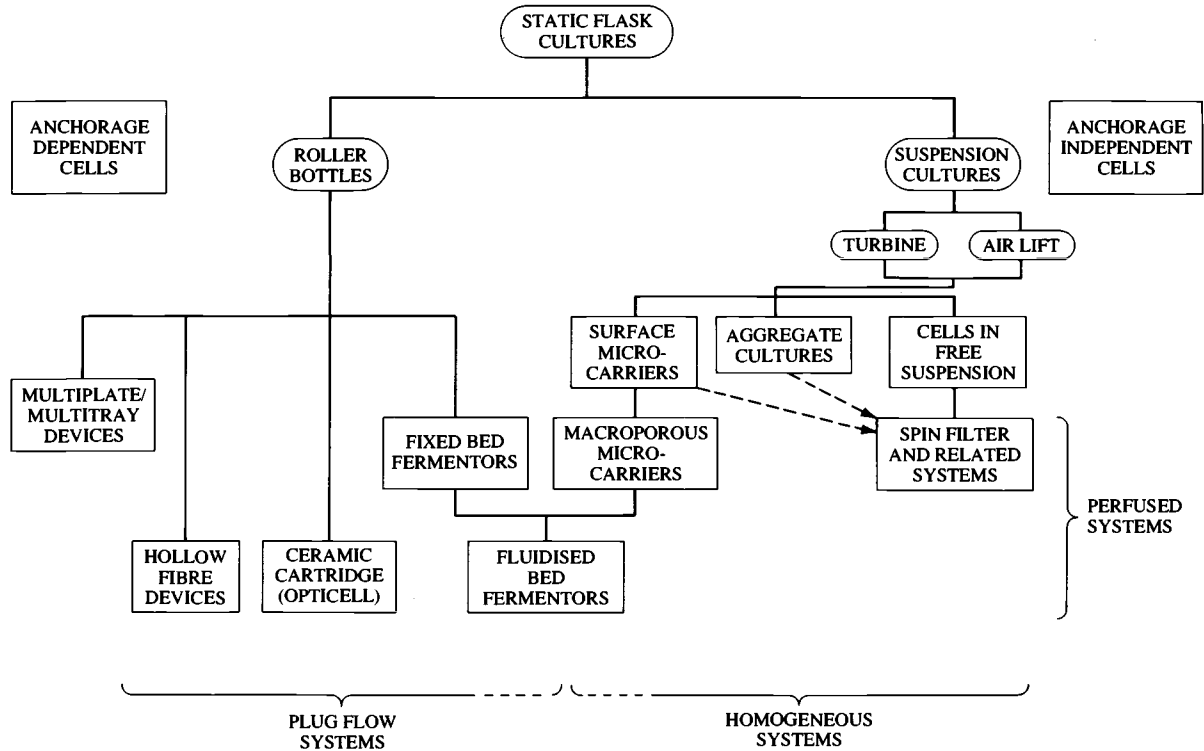 STATIC FLASK
CULTURES
ANCHORAGE
DEPENDENT
CELLS
ROLLER
BOTTLES
SUSPENSION
CULTURES
ANCHORAGE
INDEPENDENT
CELLS
TURBINE
AIR LIFT
SURFACE
MICRO-
CARRIERS
AGGREGATE
CULTURES
CELLS IN
FREE
SUSPENSION
MULTIPLATE/
MULTITRAY
DEVICES
FIXED BED
FERMENTORS
MACROPOROUS
MICRO-
CARRIERS
SPIN FILTER
AND RELATED
SYSTEMS
PERFUSED
SYSTEMS
HOLLOW
FIBRE
DEVICES
CERAMIC
CARTRIDGE
(OPTICELL)
FLUIDISED
BED
FERMENTORS
PLUG FLOW
SYSTEMS
HOMOGENEOUS
SYSTEMS